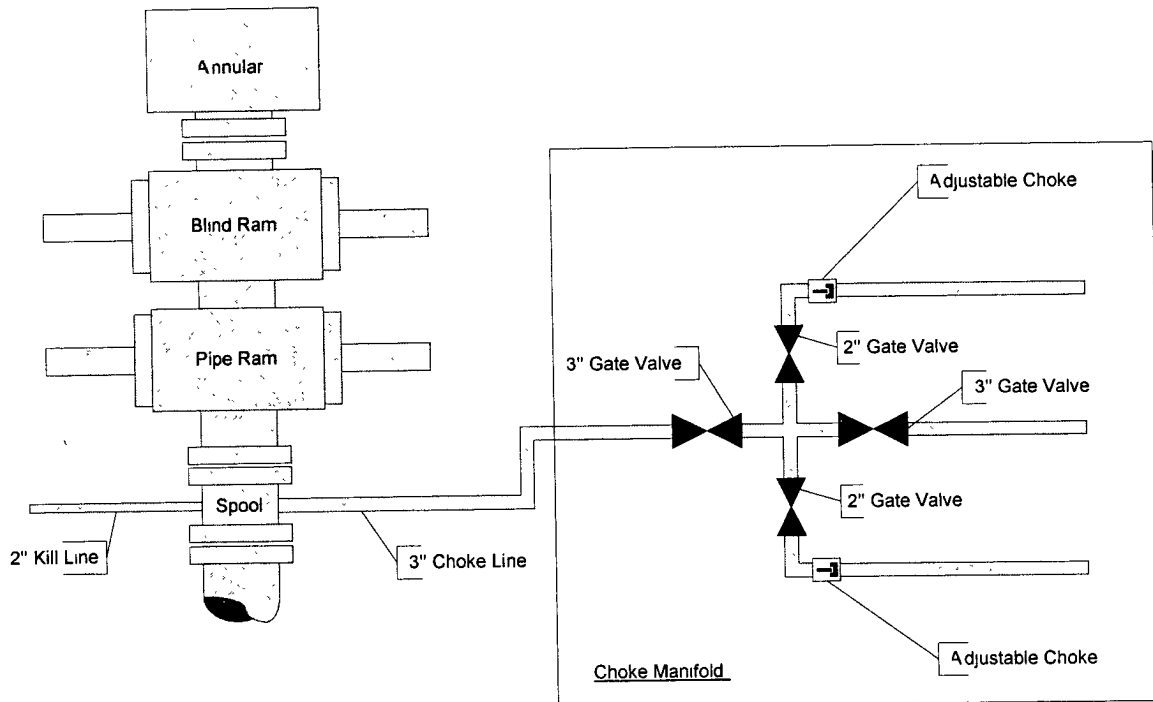 Annular
Adjustable Choke
Blind Ram
2" Gate Valve
Pipe Ram
3" Gate Valve
3" Gate Valve
2" Gate Valve
Spool
2" Kill Line
3" Choke Line
Adjustable Choke
Choke Manifold